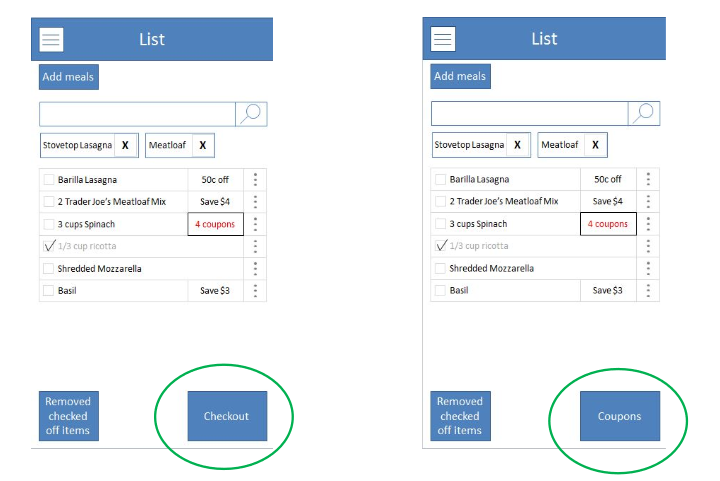 List
Add meals
Stovetop Lasagna X Meatloaf X
Barilla Lasagna 50c off
2 Trader Joe's Meatloaf Mix Save $4
3 cups Spinach 4 coupons
1/3 cup ricotta
Shredded Mozzarella
Basil Save $3
Removed
checked
off items
Checkout
List
Add meals
Stovetop Lasagna X Meatloaf X
Barilla Lasagna 50c off
2 Trader Joe's Meatloaf Mix Save $4
3 cups Spinach 4 coupons
1/3 cup ricotta
Shredded Mozzarella
Basil Save $3
Removed
checked
off items
Coupons